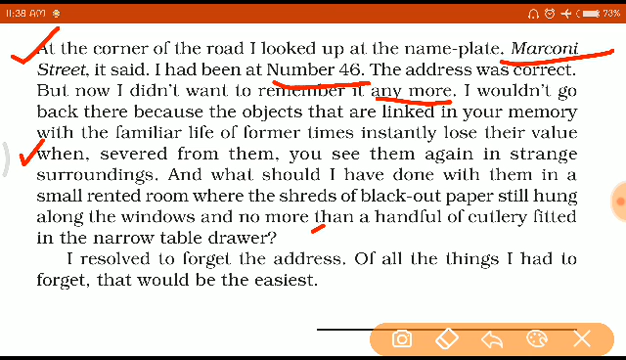 11:38 AM
73%
At the corner of the road I looked up at the name-plate. Marconi
Street, it said. I had been at Number 46. The address was correct.
But now I didn't want to remember it any more. I wouldn't go
back there because the objects that are linked in your memory
with the familiar life of former times instantly lose their value
when, severed from them, you see them again in strange
surroundings. And what should I have done with them in a
small rented room where the shreds of black-out paper still hung
along the windows and no more than a handful of cutlery fitted
in the narrow table drawer?
I resolved to forget the address. Of all the things I had to
forget, that would be the easiest.